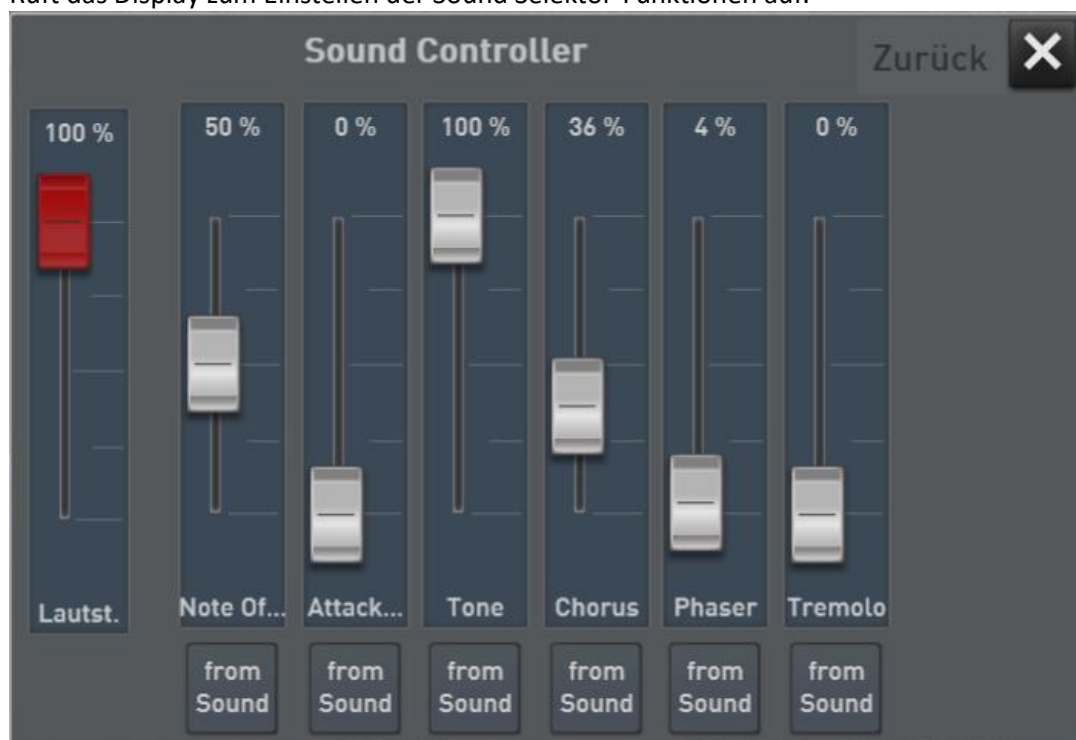 Ruft das Display zum Einstellen der Sound Selektor-Funktionen auf.
Sound Controller
Zurück
100 %
50 %
0 %
100 %
36 %
4 %
0 %
Lautst.
Note Of...
Attack...
Tone
Chorus
Phaser
Tremolo
from
Sound
from
Sound
from
Sound
from
Sound
from
Sound
from
Sound